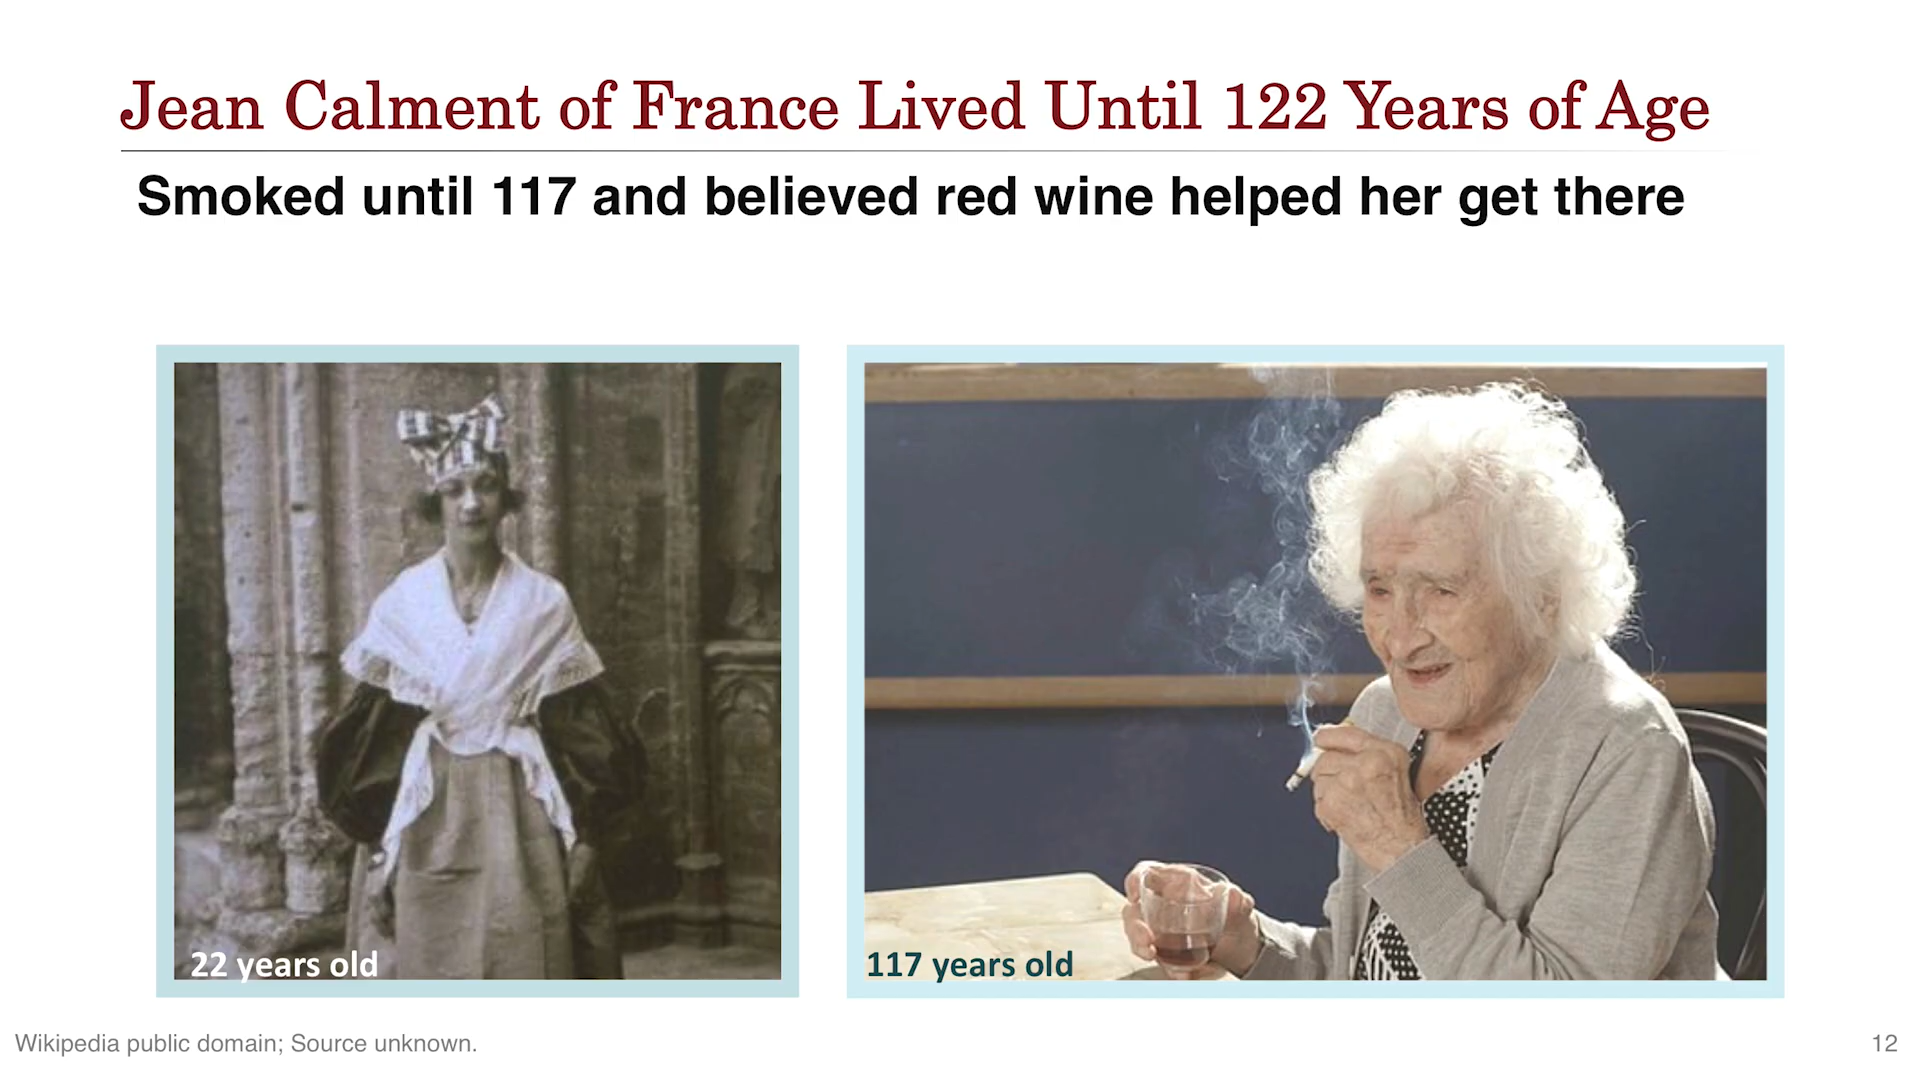 Jean Calment of France Lived Until 122 Years of Age
Smoked until 117 and believed red wine helped her get there
22 years old
117 years old
Wikipedia public domain; Source unknown.
12